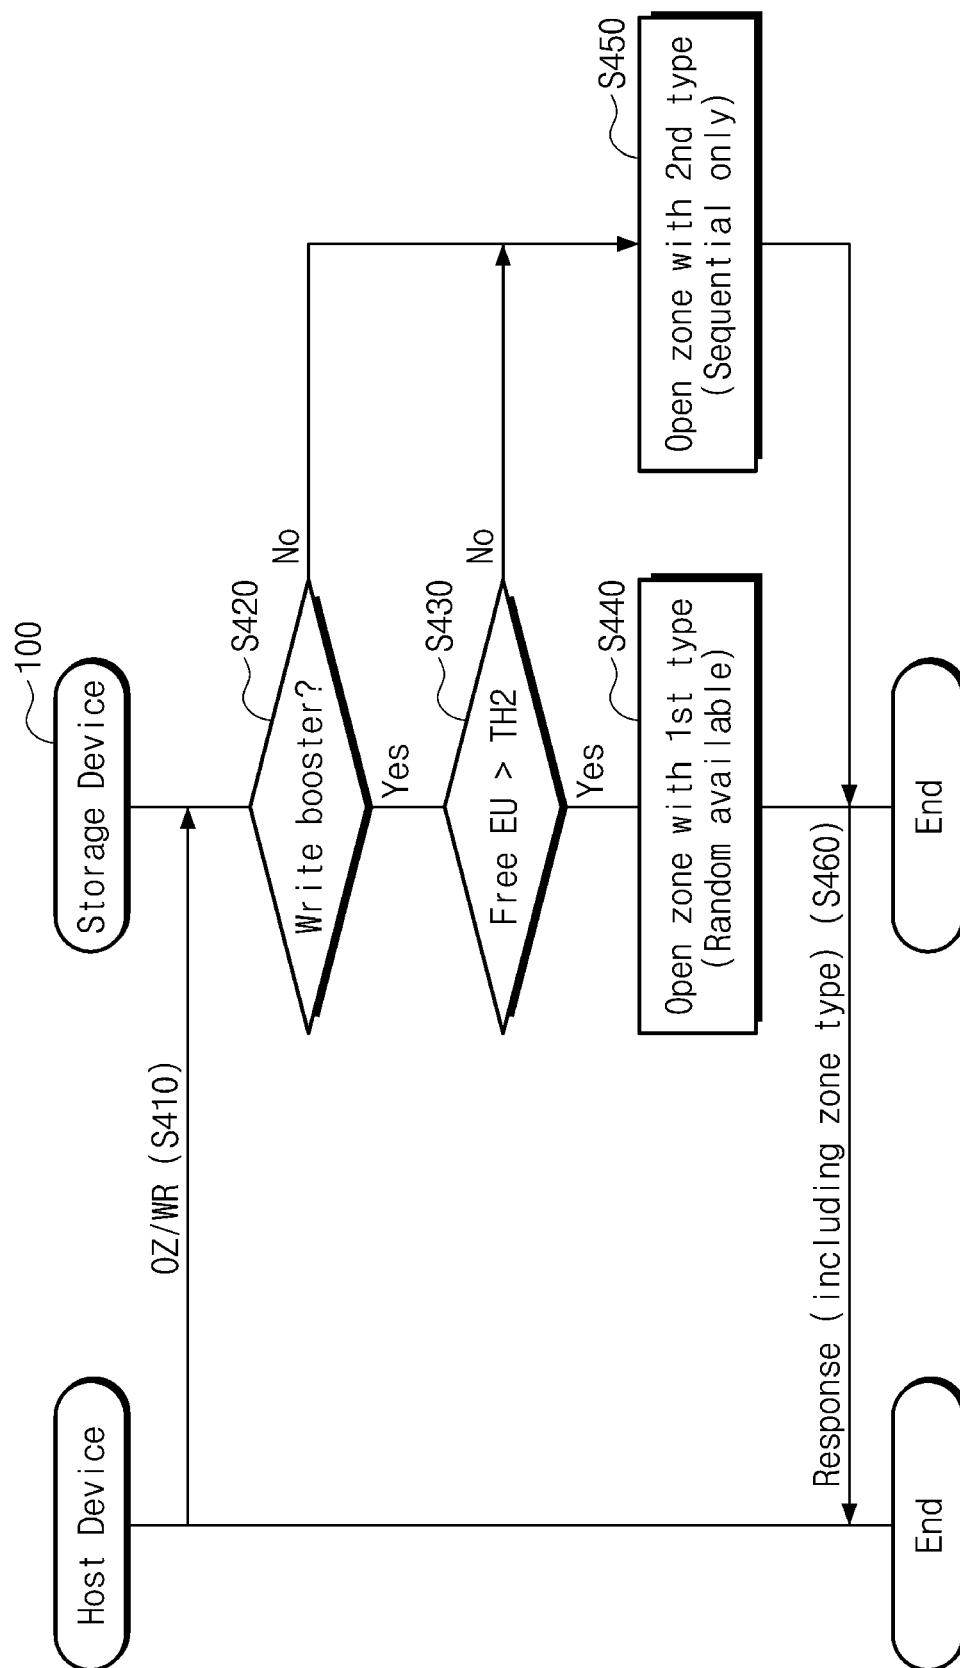 Host Device
Storage Device
100
OZ/WR (S410)
Write booster?
S420
No
Yes
Free EU > TH2
S430
No
Yes
Open zone with 1st type
(Random available)
S440
Open zone with 2nd type
(Sequential only)
S450
Response (including zone type) (S460)
End
End